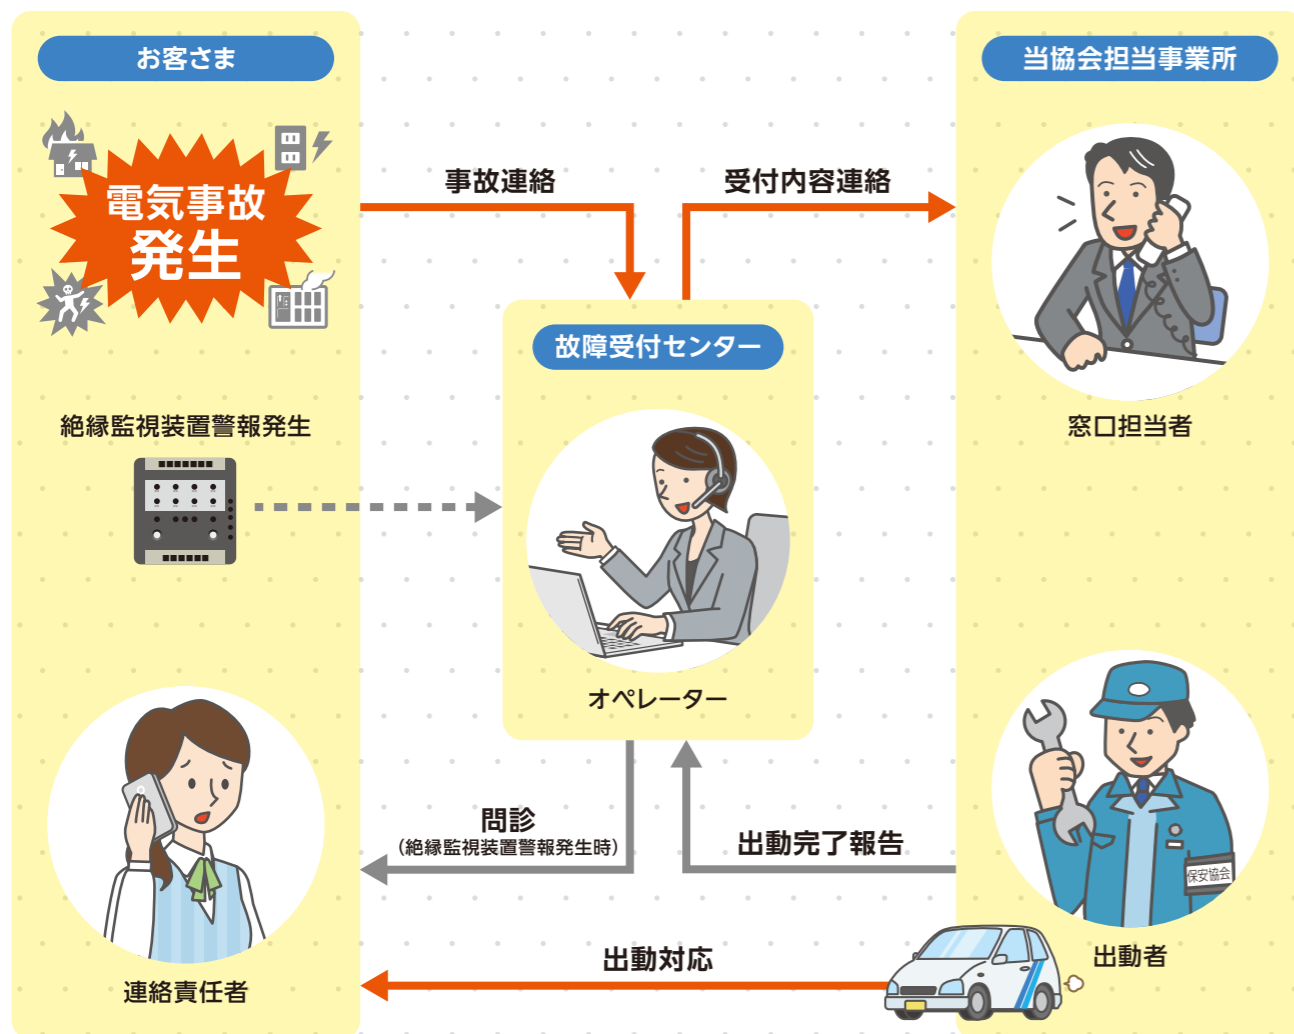 お客さま
電気事故
発生
絶縁監視装置警報発生
連絡責任者
事故連絡
受付内容連絡
故障受付センター
オペレーター
問診
（絶縁監視装置警報発生時）
出動完了報告
出動対応
当協会担当事業所
窓口担当者
保安協会
出動者